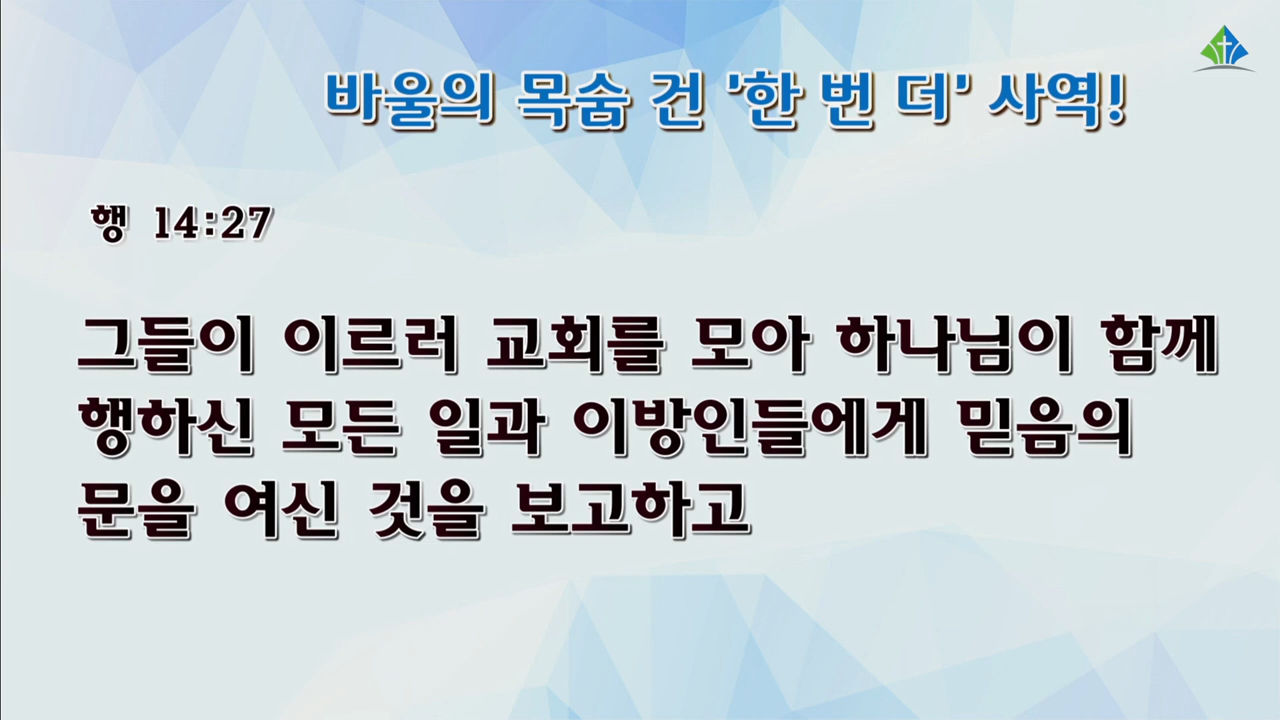 바울의 목숨 건 '한 번 더' 사역!
행 14:27
그들이 이르러 교회를 모아 하나님이 함께
행하신 모든 일과 이방인들에게 믿음의
문을 여신 것을 보고하고